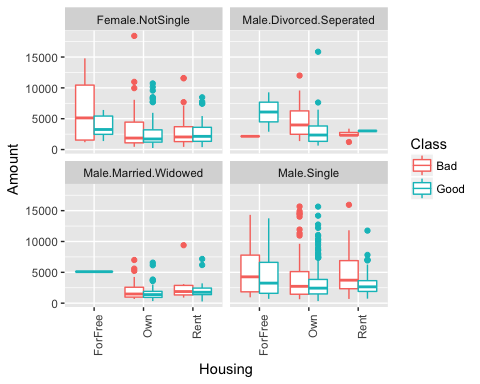 Female.NotSingle
Male.Divorced.Seperated
15000
10000
5000
0
Male.Married.Widowed
Male.Single
15000
10000
5000
0
Amount
ForFree
Own
Rent
ForFree
Own
Rent
Housing
Class
Bad
Good